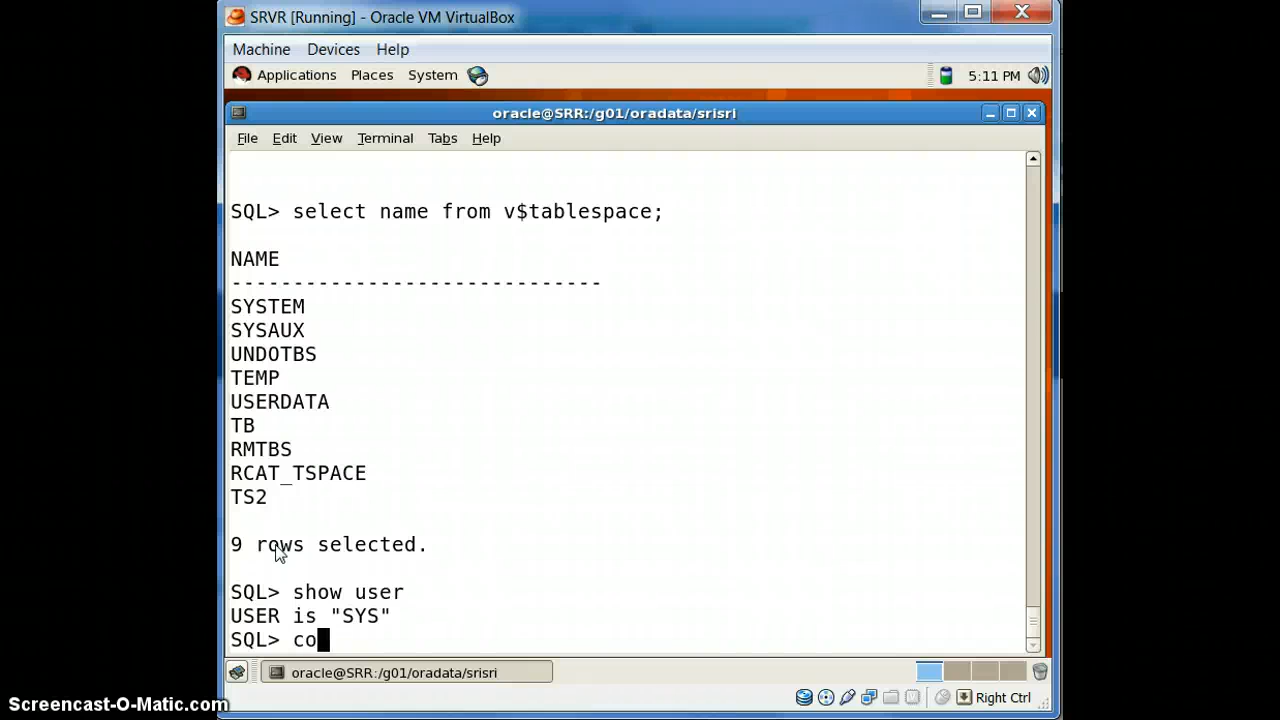 SRVR [Running] - Oracle VM VirtualBox
Machine Devices Help
Applications Places System 5:11 PM
oracle@SRR:/g01/oradata/srisri
File Edit View Terminal Tabs Help
SQL> select name from v$tablespace;
NAME
------------------------------
SYSTEM
SYSAUX
UNDOTBS
TEMP
USERDATA
TB
RMTBS
RCAT_TSPACE
TS2
9 rows selected.
SQL> show user
USER is "SYS"
SQL> co
oracle@SRR:/g01/oradata/srisri
Right Ctrl
Screencast-O-Matic.com